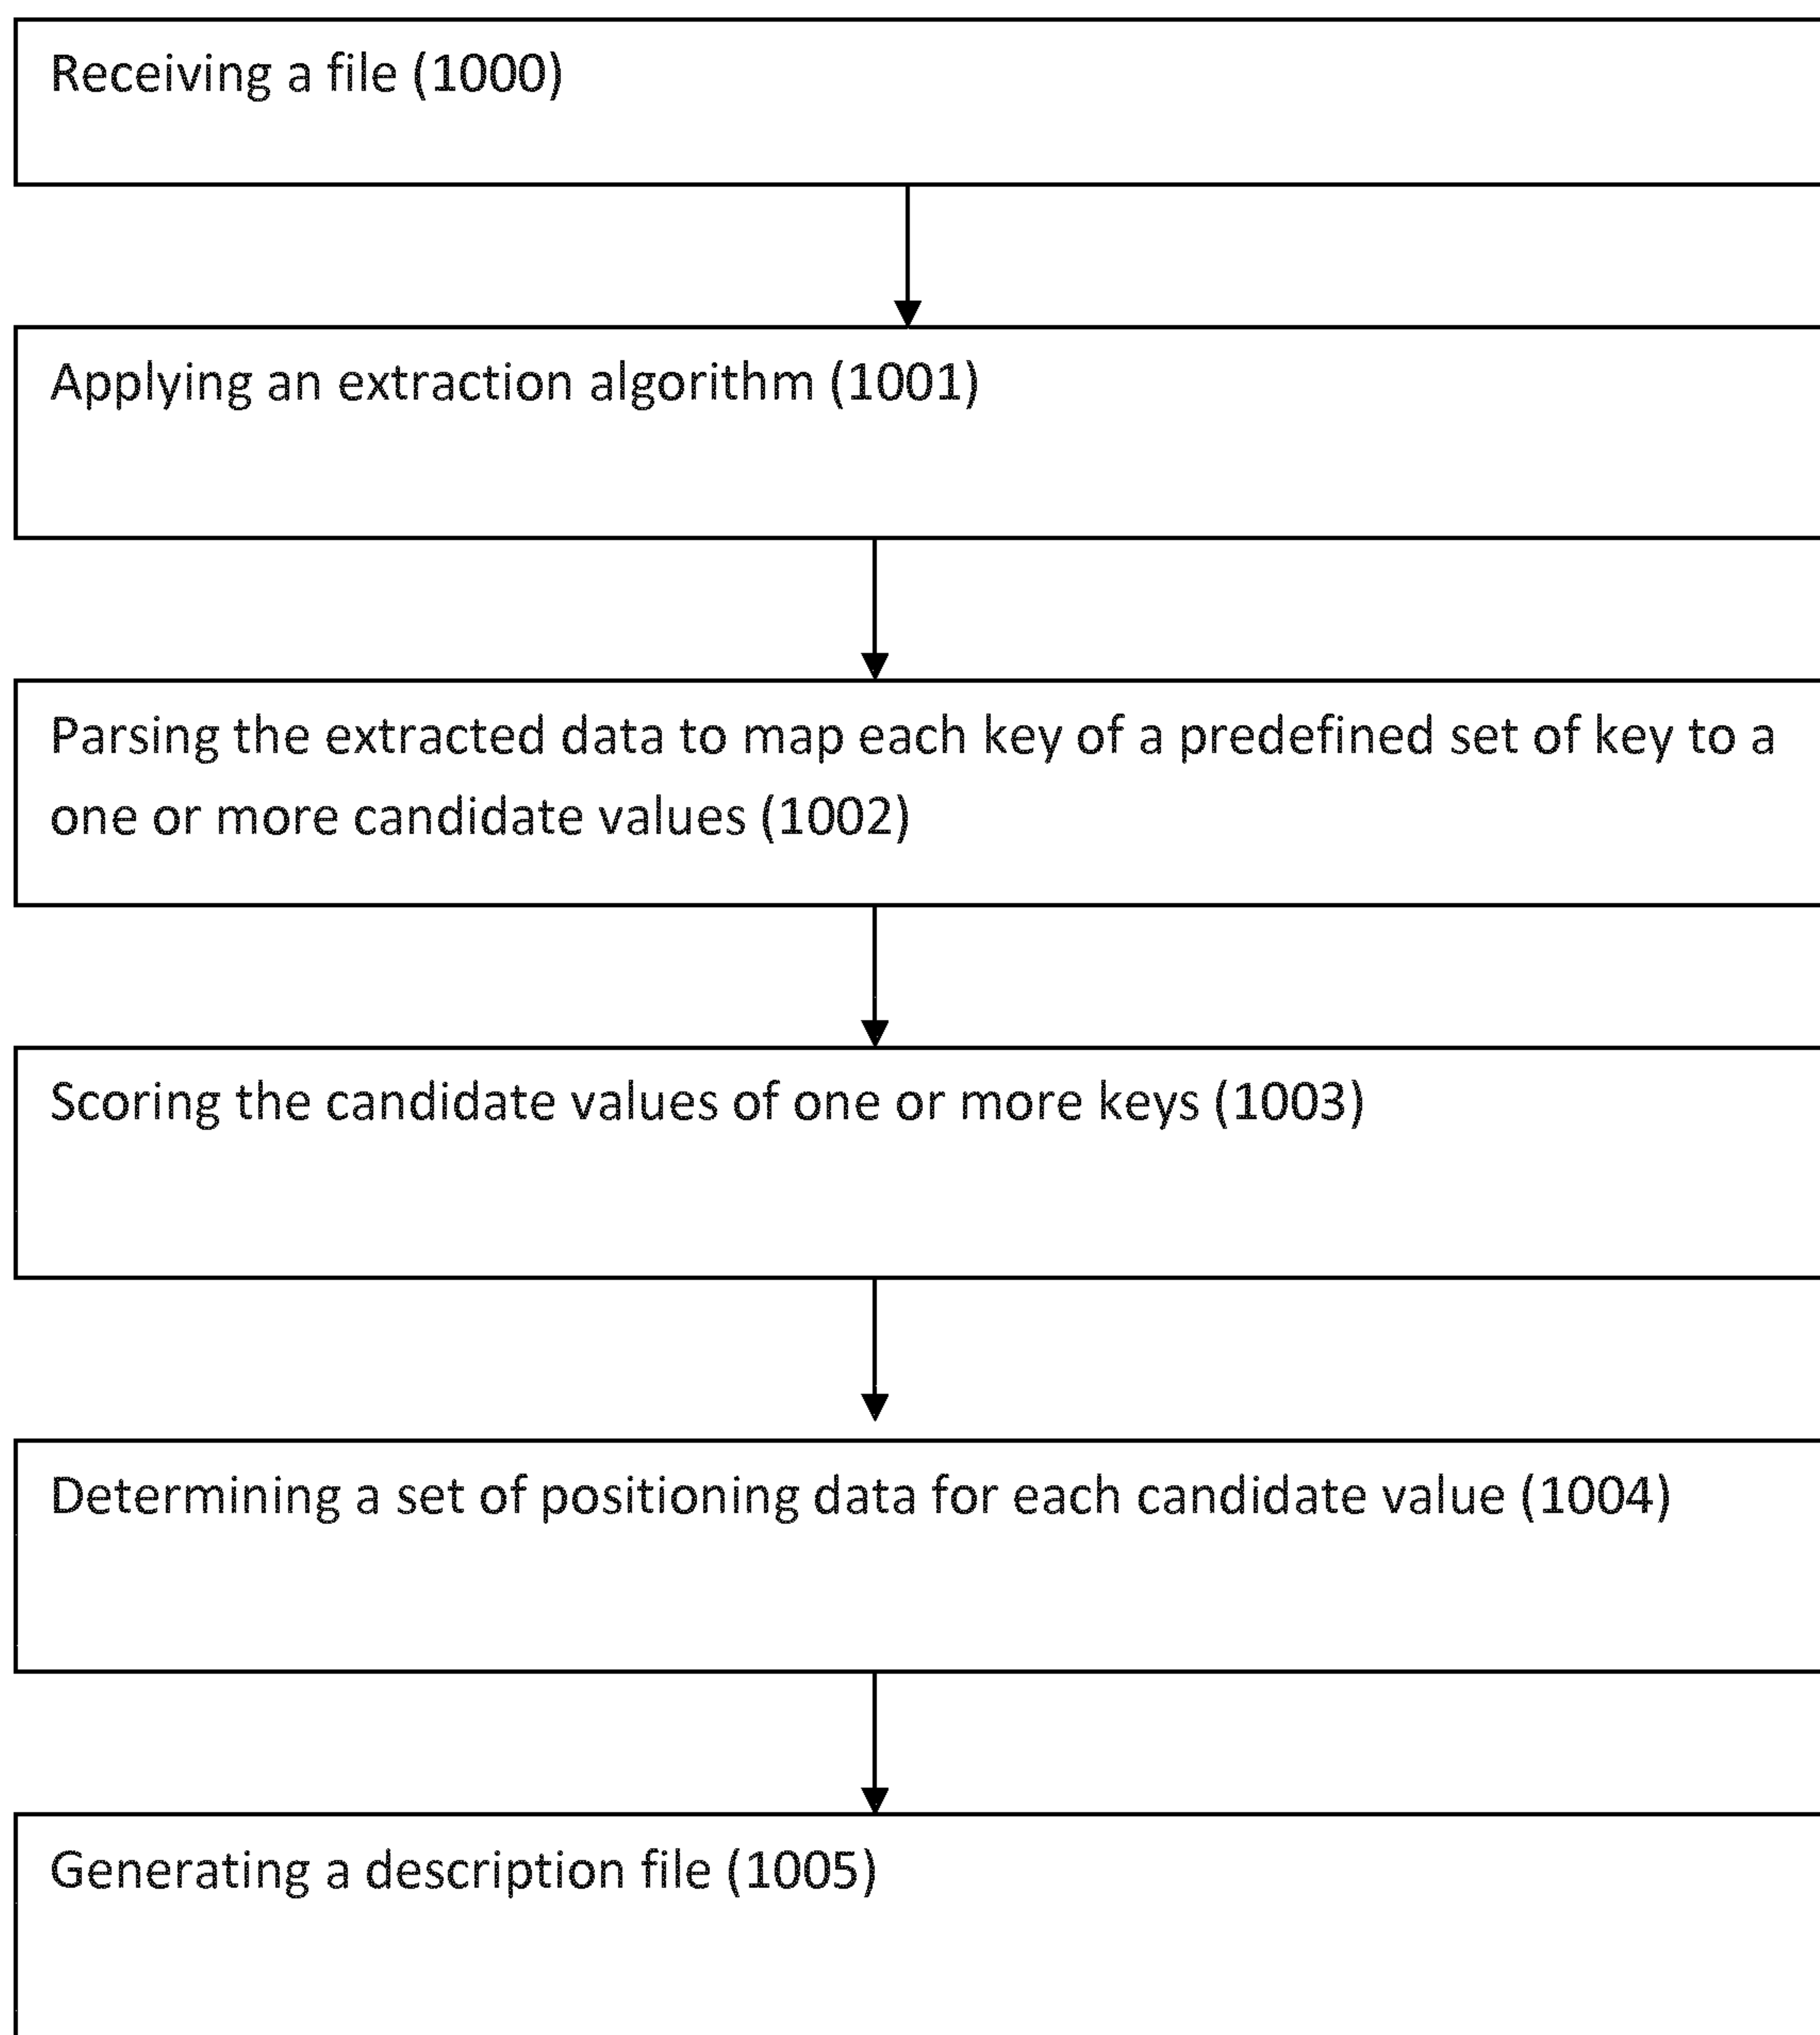 Receiving a file (1000)
Applying an extraction algorithm (1001)
Parsing the extracted data to map each key of a predefined set of key to a
one or more candidate values (1002)
Scoring the candidate values of one or more keys (1003)
Determining a set of positioning data for each candidate value (1004)
Generating a description file (1005)